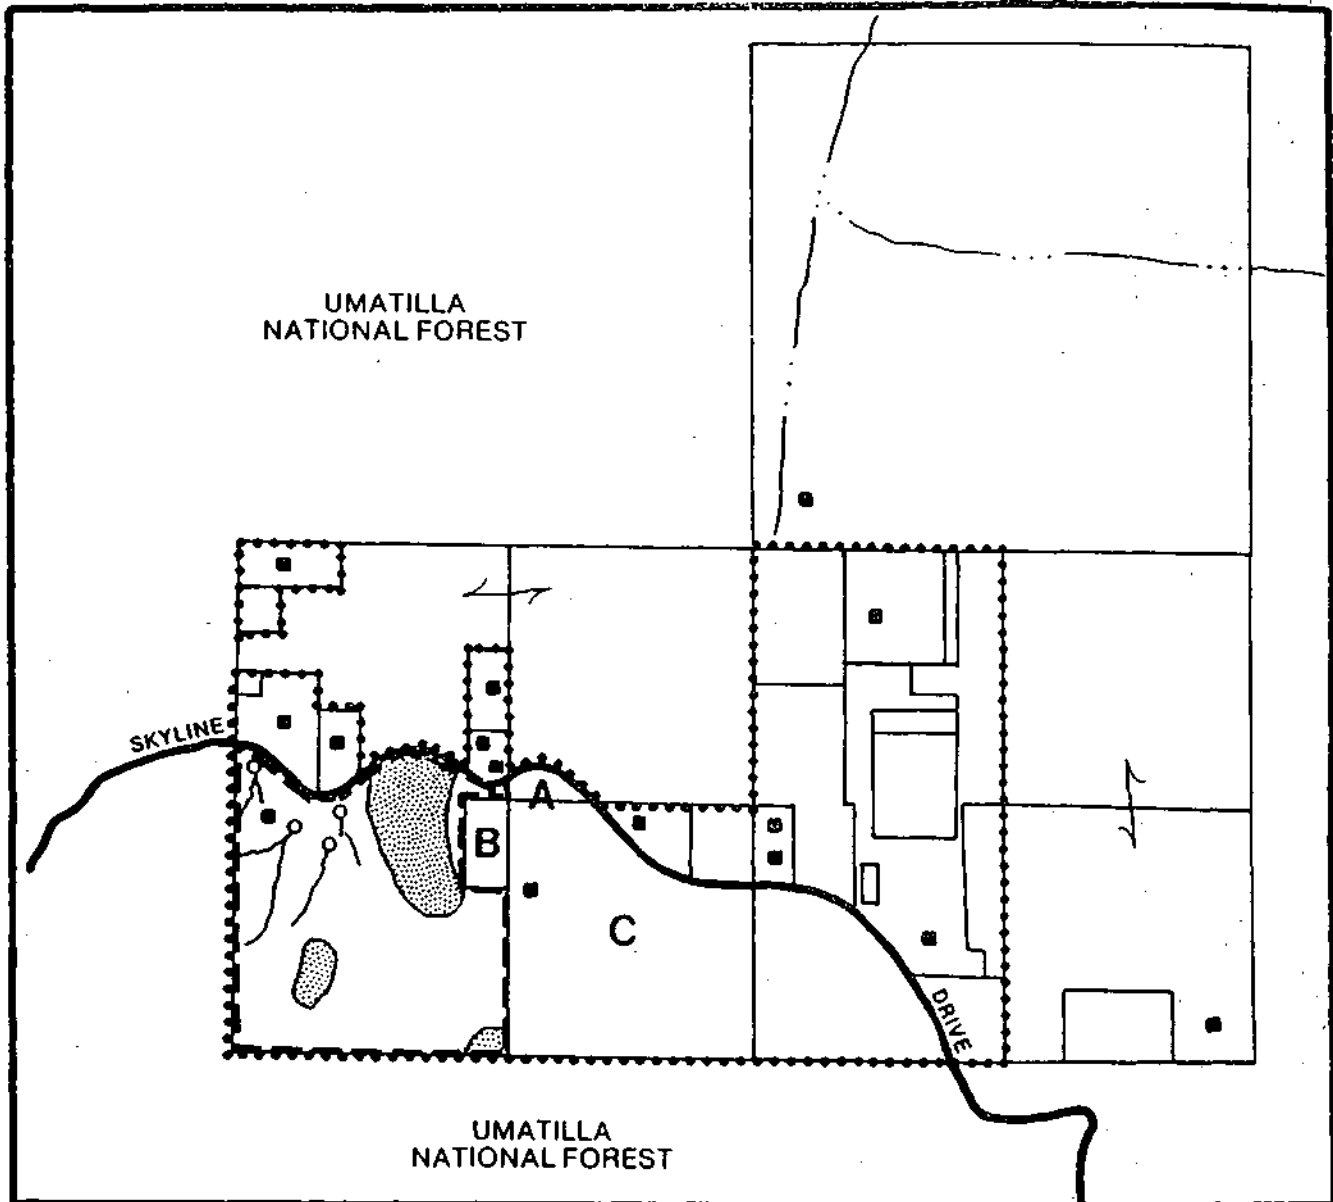 UMATILLA
NATIONAL FOREST
SKYLINE
A
B
C
DRIVE
UMATILLA
NATIONAL FOREST